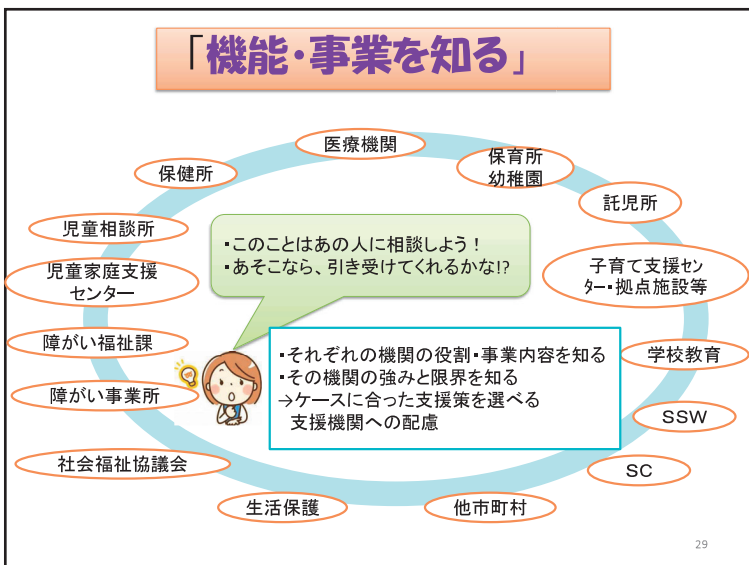 「機能・事業を知る」
医療機関
保育所
幼稚園
託児所
子育て支援セン
ター・拠点施設等
学校教育
SSW
SC
他市町村
生活保護
社会福祉協議会
障がい事業所
障がい福祉課
児童家庭支援
センター
児童相談所
保健所
・このことはあの人に相談しよう！
・あそこなら、引き受けてくれるかな!?
・それぞれの機関の役割・事業内容を知る
・その機関の強みと限界を知る
→ケースに合った支援策を選べる
支援機関への配慮
29